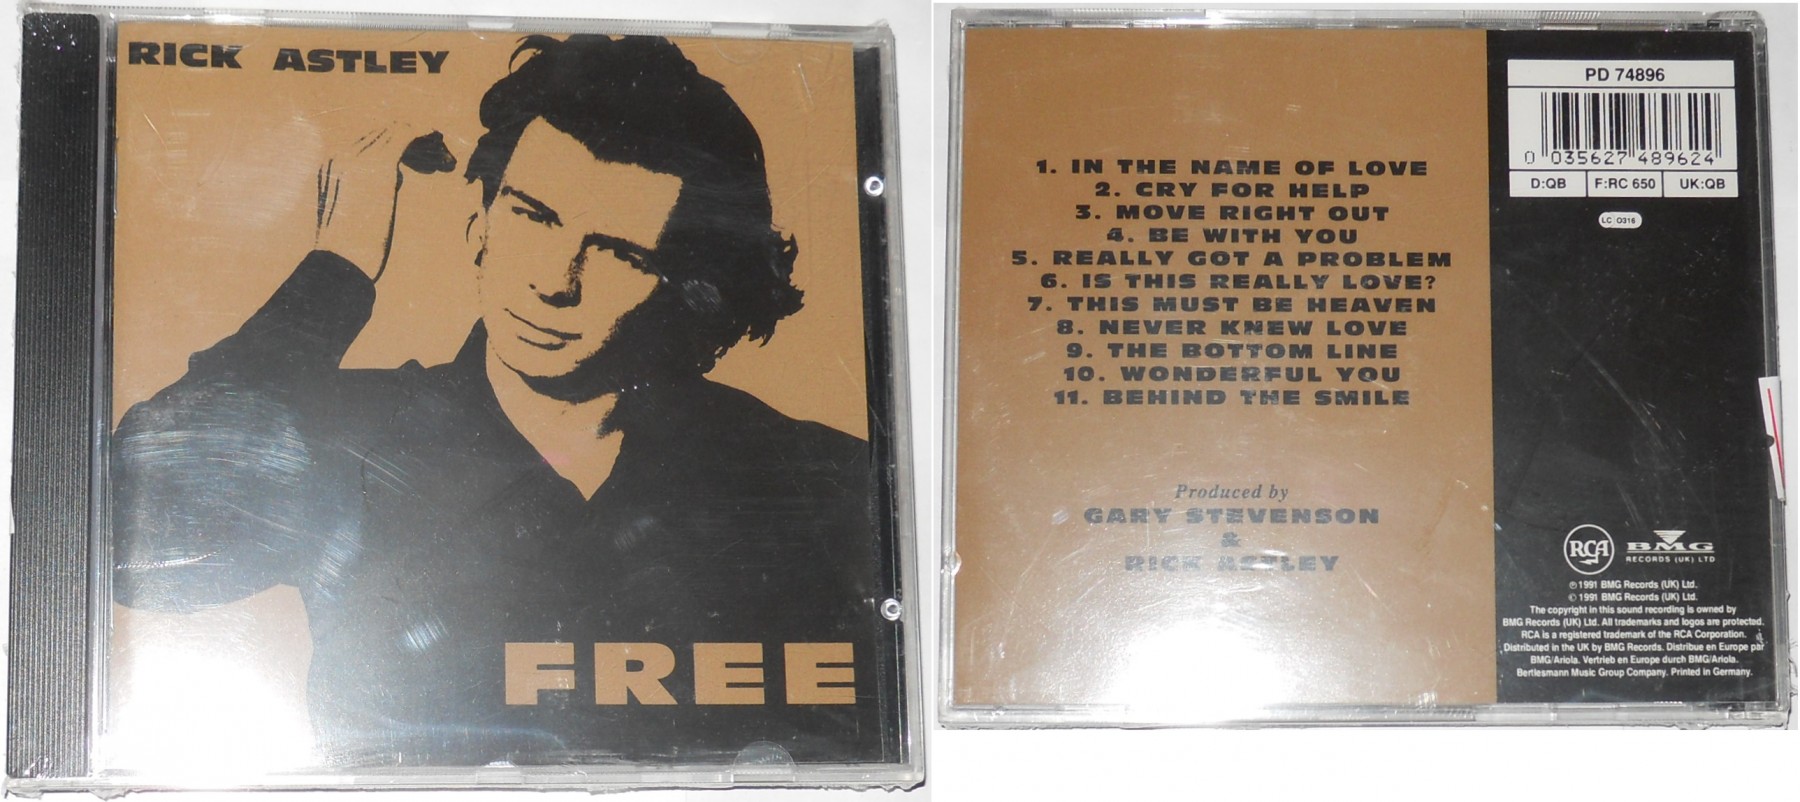 RICK ASTLEY
FREE
1. IN THE NAME OF LOVE
2. CRY FOR HELP
3. MOVE RIGHT OUT
4. BE WITH YOU
5. REALLY GOT A PROBLEM
6. IS THIS REALLY LOVE?
7. THIS MUST BE HEAVEN
8. NEVER KNEW LOVE
9. THE BOTTOM LINE
10. WONDERFUL YOU
11. BEHIND THE SMILE
Produced by
GARY STEVENSON
&
RICK ASTLEY
PD 74896
0 035627 489624
D:QB F:RC 650 UK:QB
LC 0316
RCA BMG
RECORDS (UK) LTD
℗ 1991 BMG Records (UK) Ltd.
© 1991 BMG Records (UK) Ltd.
The copyright in this sound recording is owned by
BMG Records (UK) Ltd. All trademarks and logos are protected.
RCA is a registered trademark of the RCA Corporation.
Distributed in the UK by BMG Records. Distribue en Europe par
BMG/Ariola. Vertrieb en Europe durch BMG/Ariola.
Bertlesmann Music Group Company. Printed in Germany.